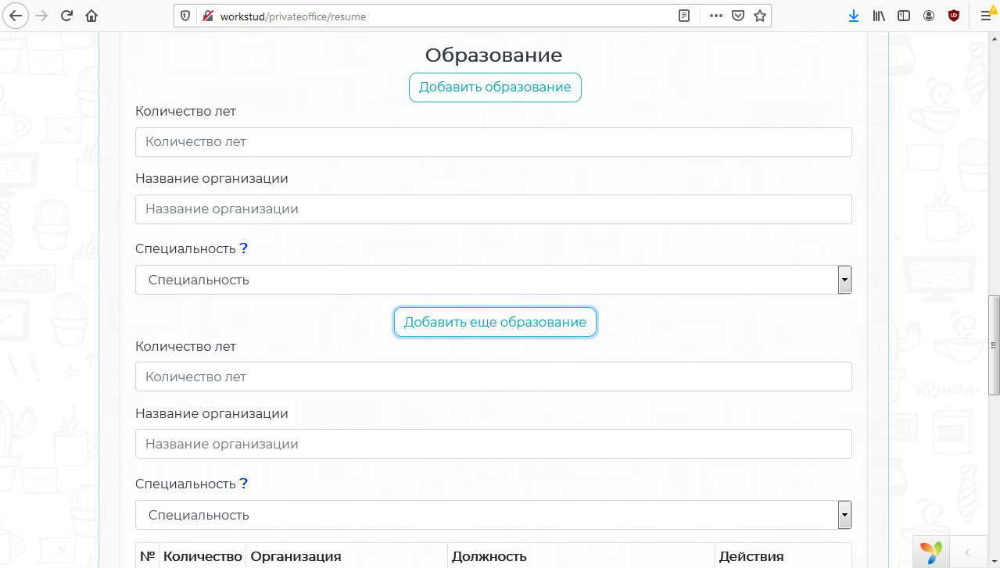 workstud/privateoffice/resume
Образование
Добавить образование
Количество лет
Количество лет
Название организации
Название организации
Специальность ?
Специальность
Добавить еще образование
Количество лет
Количество лет
Название организации
Название организации
Специальность ?
Специальность
№ Количество Организация Должность Действия
КРУНІКА